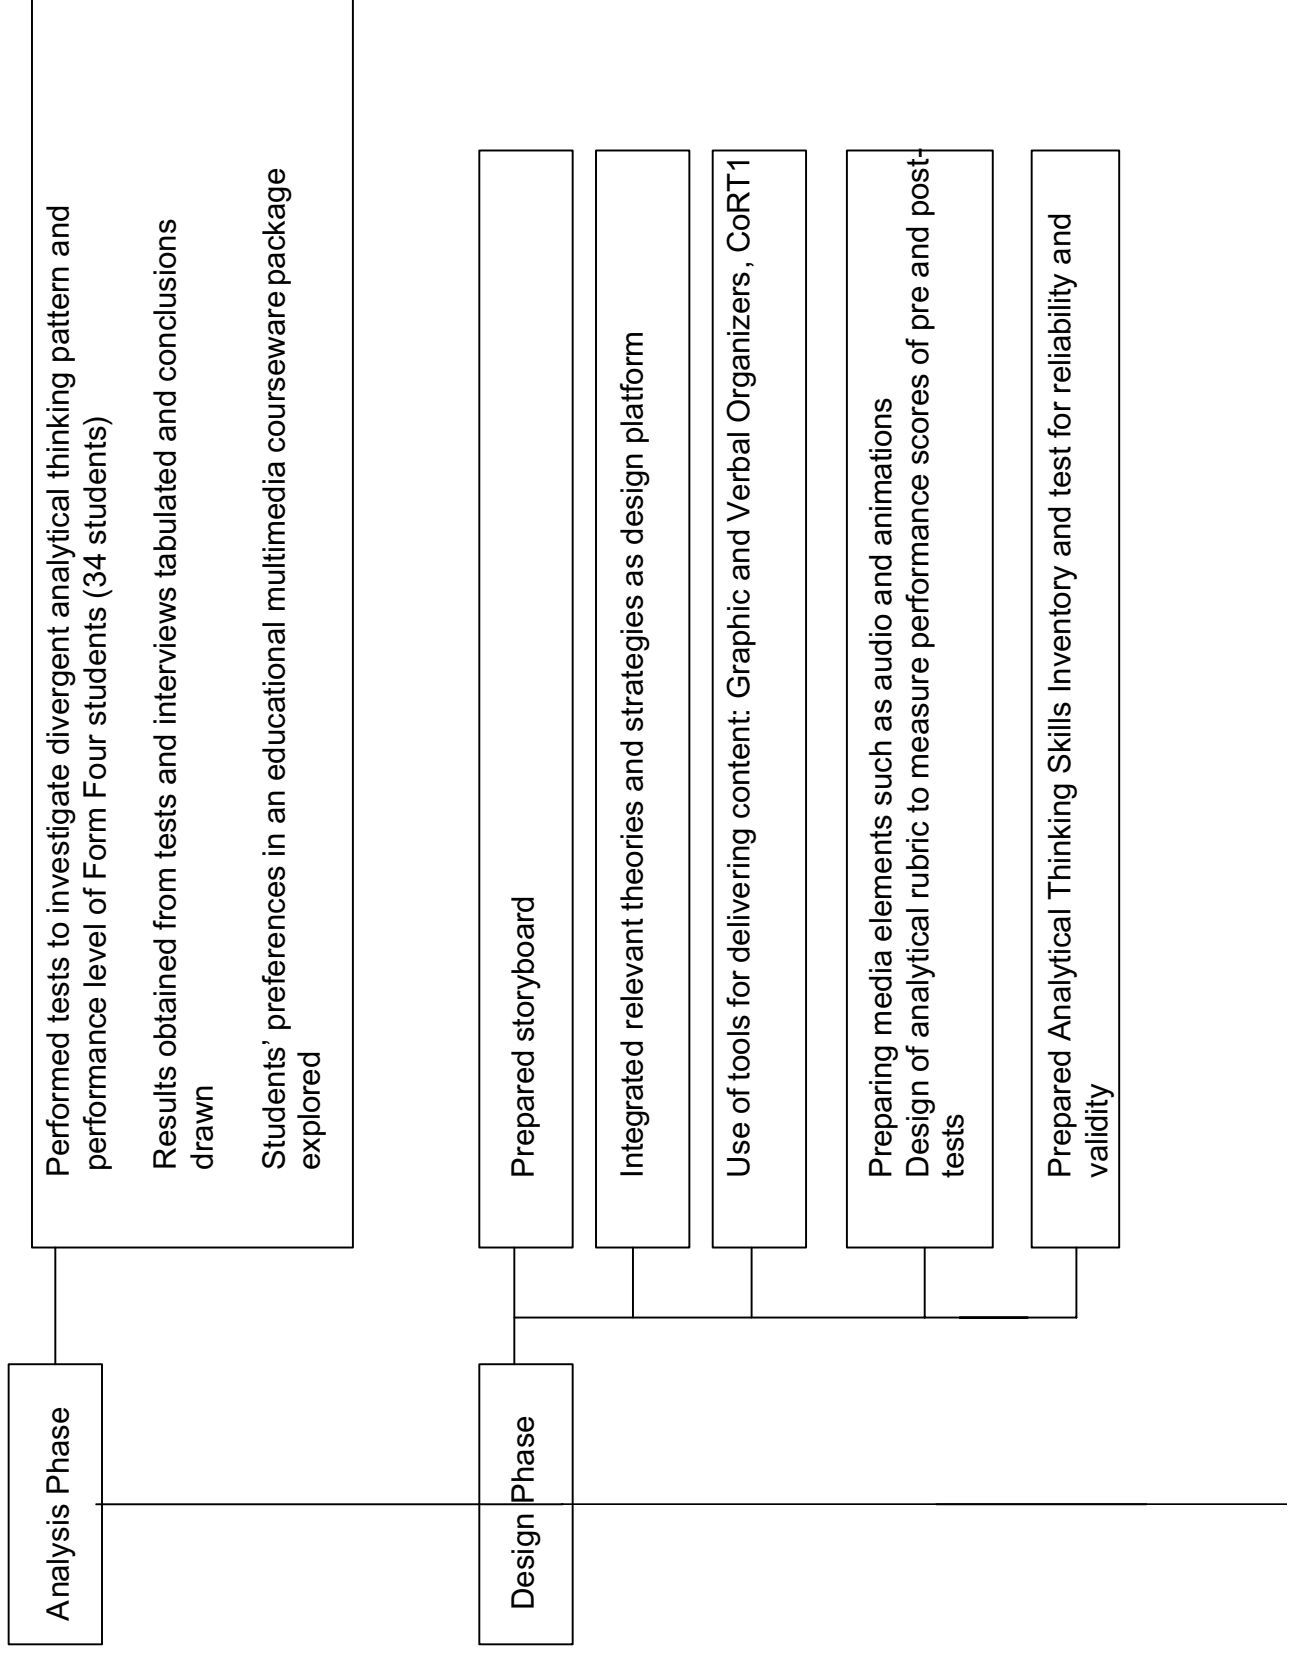 Analysis Phase
Performed tests to investigate divergent analytical thinking pattern and
performance level of Form Four students (34 students)
Results obtained from tests and interviews tabulated and conclusions
drawn
Students’ preferences in an educational multimedia courseware package
explored
Design Phase
Prepared storyboard
Integrated relevant theories and strategies as design platform
Use of tools for delivering content: Graphic and Verbal Organizers, CoRT1
Preparing media elements such as audio and animations
Design of analytical rubric to measure performance scores of pre and post-
tests
Prepared Analytical Thinking Skills Inventory and test for reliability and
validity